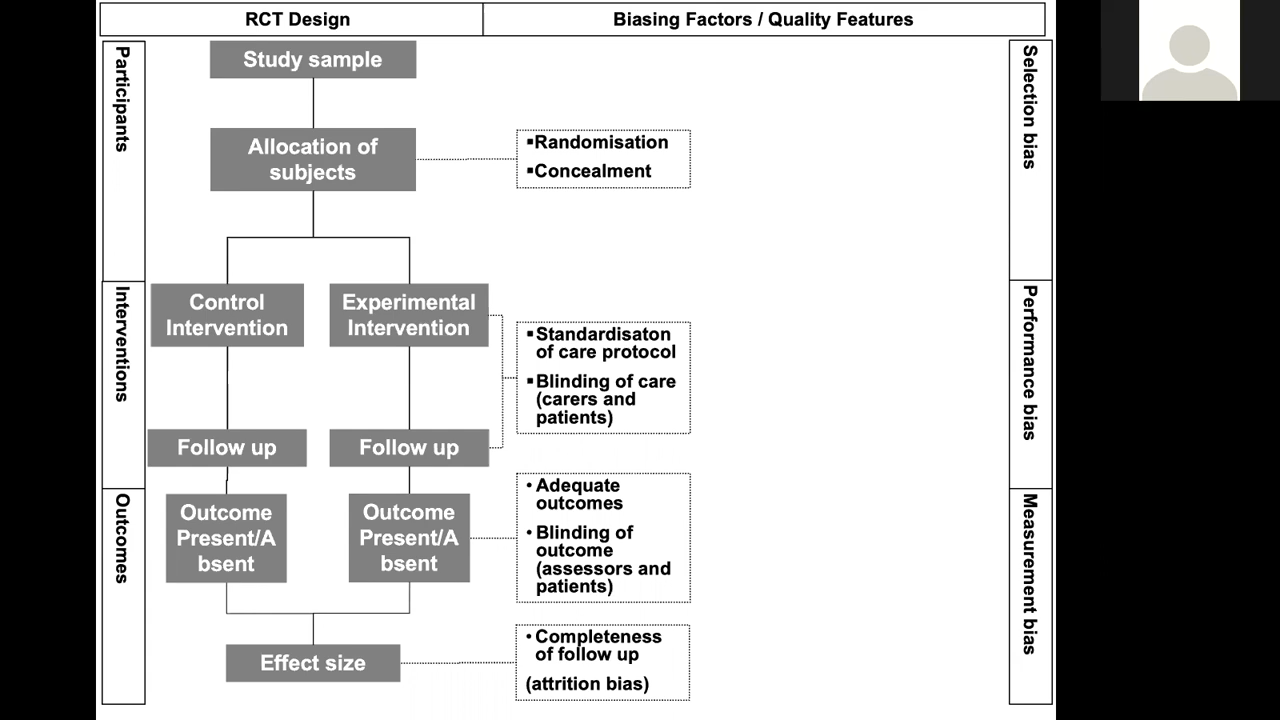 RCT Design
Biasing Factors / Quality Features
Participants
Study sample
Selection bias
Allocation of
subjects
▪Randomisation
▪Concealment
Interventions
Control
Intervention
Experimental
Intervention
Performance bias
▪Standardisaton
of care protocol
▪Blinding of care
(carers and
patients)
Follow up
Follow up
Outcomes
Outcome
Present/A
bsent
Outcome
Present/A
bsent
Measurement bias
• Adequate
outcomes
• Blinding of
outcome
(assessors and
patients)
Effect size
• Completeness
of follow up
(attrition bias)